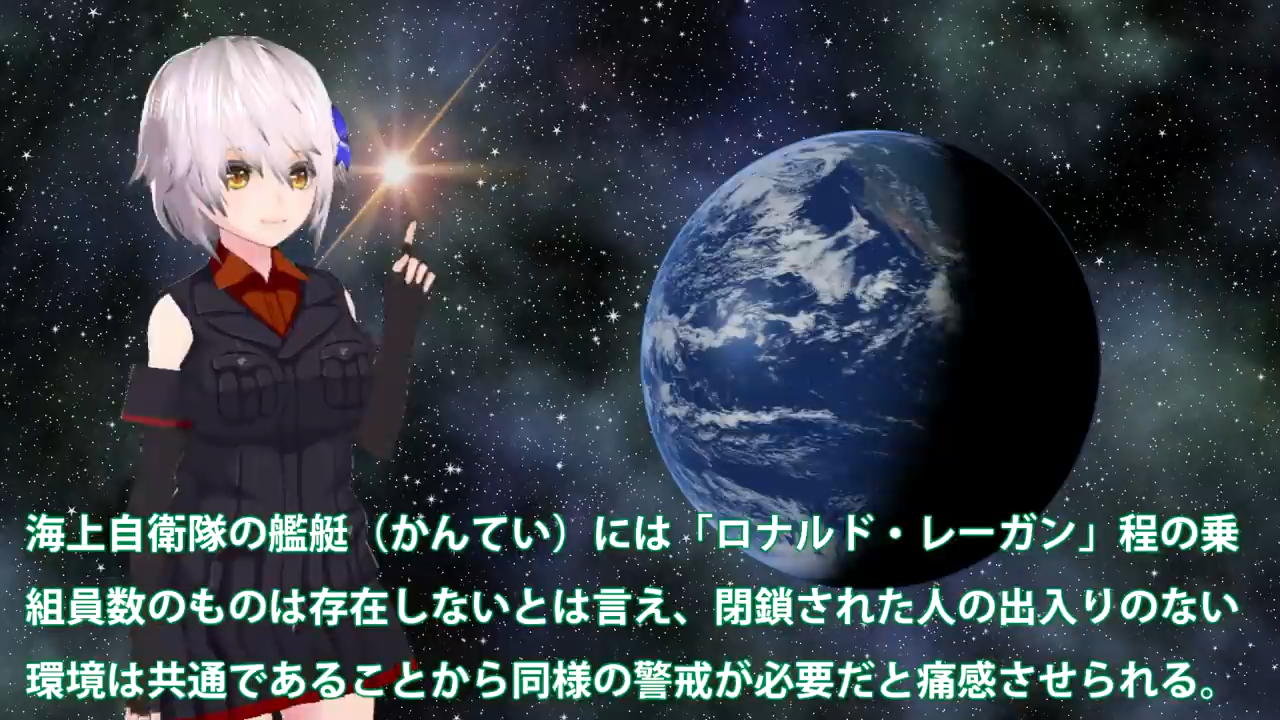 海上自衛隊の艦艇（かんてい）には「ロナルド・レーガン」程の乗
組員数のものは存在しないとは言え、閉鎖された人の出入りのない
環境は共通であることから同様の警戒が必要だと痛感させられる。